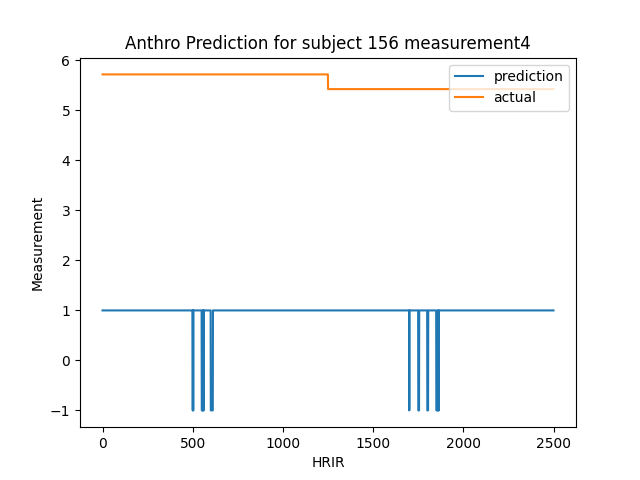 Anthro Prediction for subject 156 measurement4
6
5
4
3
2
1
0
−1
Measurement
prediction
actual
0 500 1000 1500 2000 2500
HRIR